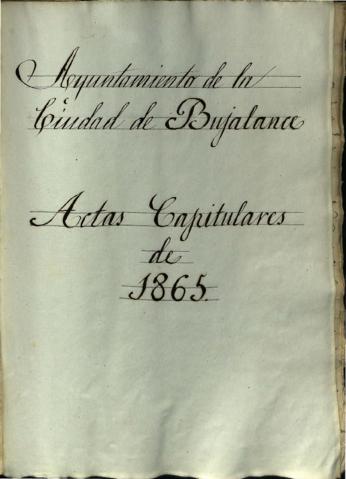 Ayuntamiento de la
Ciudad de Bujalance
Actas Capitulares
de
1865.